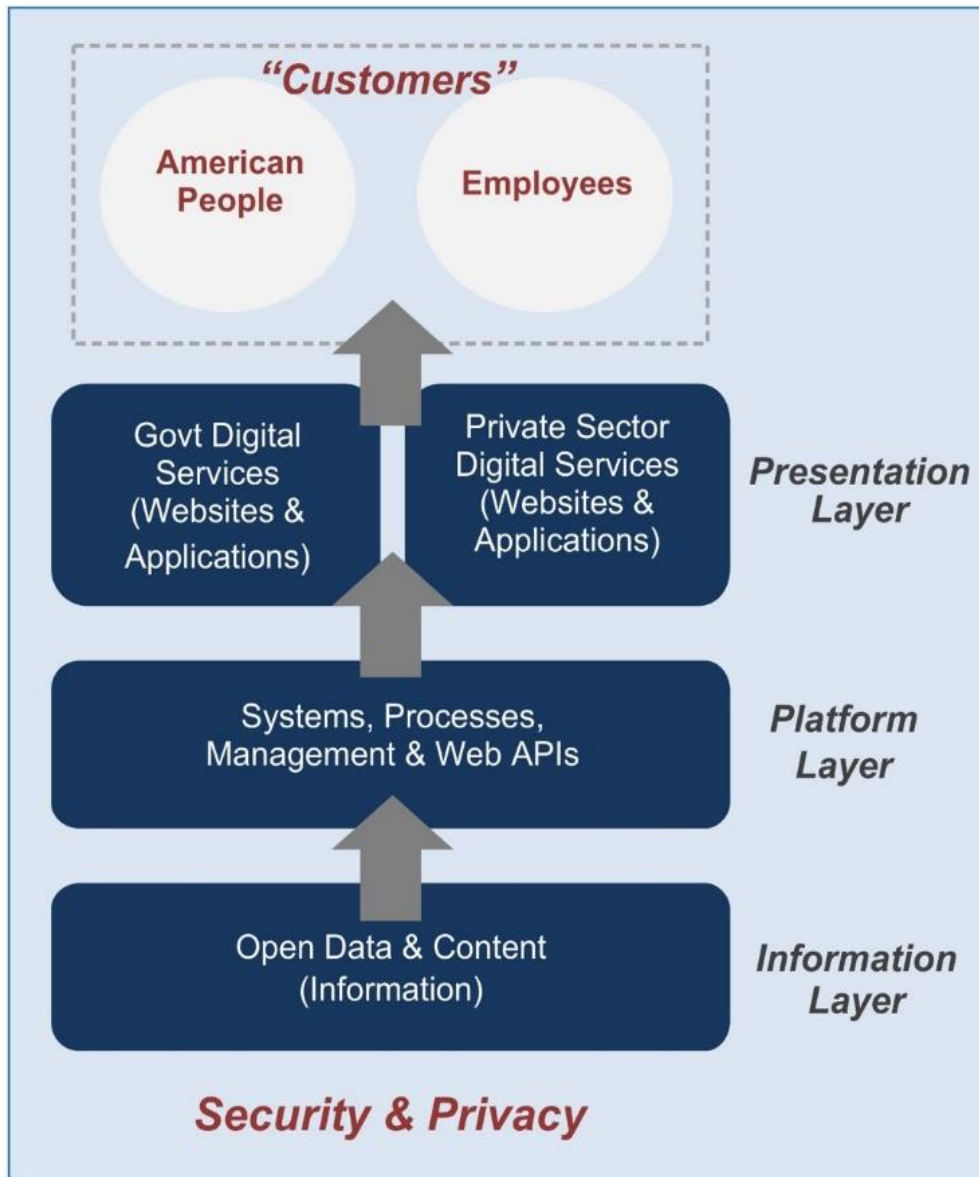 “Customers”
American
People
Employees
Govt Digital
Services
(Websites &
Applications)
Private Sector
Digital Services
(Websites &
Applications)
Presentation
Layer
Systems, Processes,
Management & Web APIs
Platform
Layer
Open Data & Content
(Information)
Information
Layer
Security & Privacy